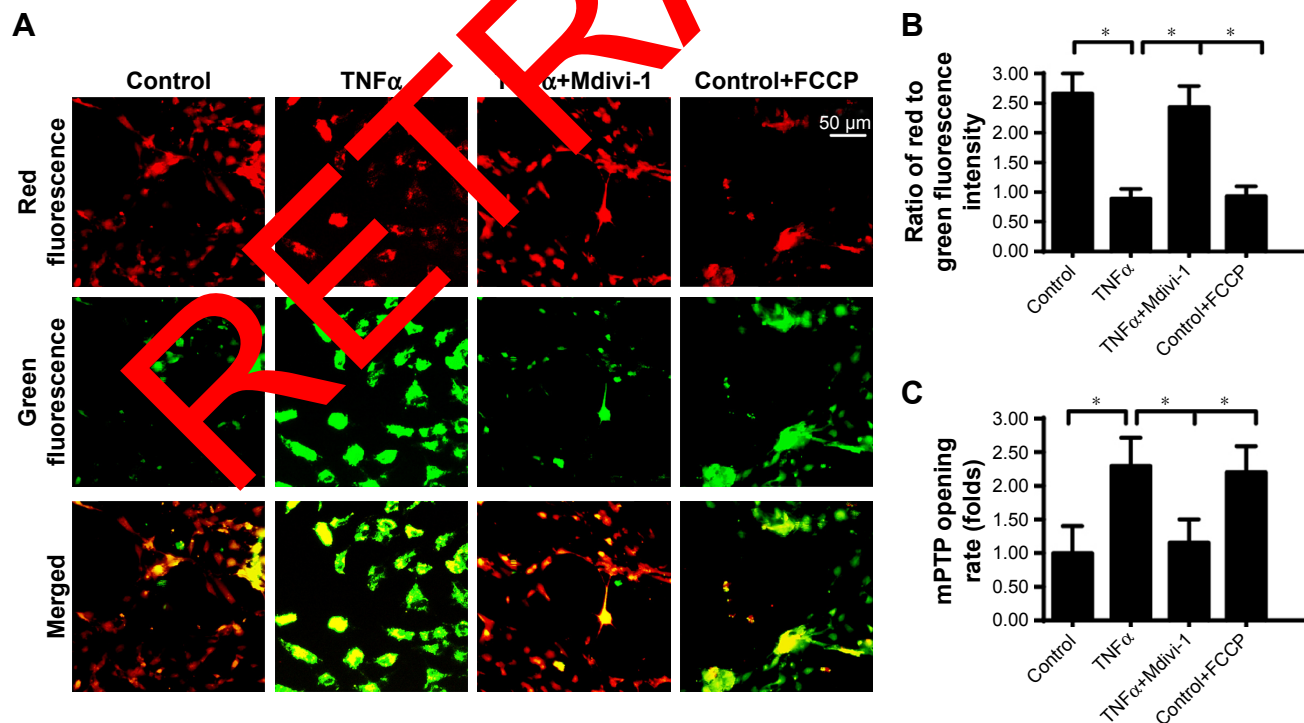 A
Control
TNFα
α+Mdivi-1
Control+FCCP
Red
fluorescence
50 µm
Green
fluorescence
Merged
RETRA
B
Ratio of red to
green fluorescence
intensity
* * *
3.00
2.50
2.00
1.50
1.00
0.50
0.00
Control
TNFα
TNFα+Mdivi-1
Control+FCCP
C
mPTP opening
rate (folds)
* * *
3.00
2.50
2.00
1.50
1.00
0.50
0.00
Control
TNFα
TNFα+Mdivi-1
Control+FCCP